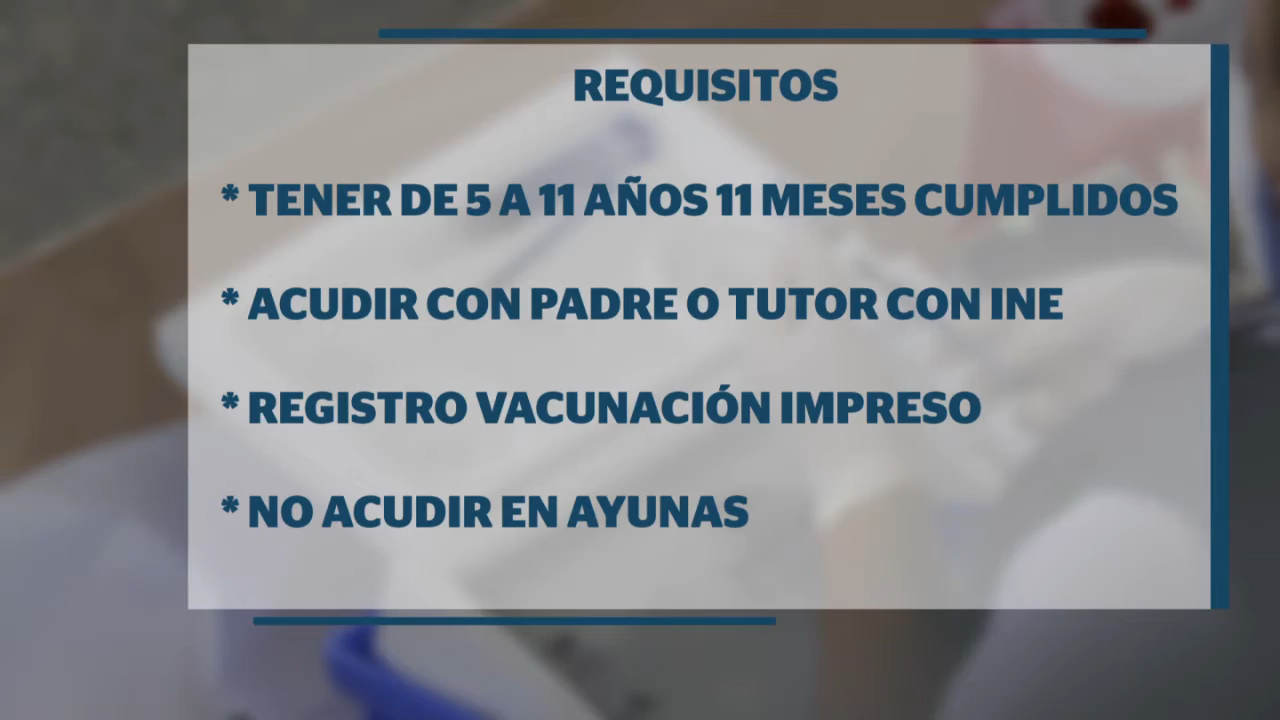 REQUISITOS
* TENER DE 5 A 11 AÑOS 11 MESES CUMPLIDOS
* ACUDIR CON PADRE O TUTOR CON INE
* REGISTRO VACUNACIÓN IMPRESO
* NO ACUDIR EN AYUNAS